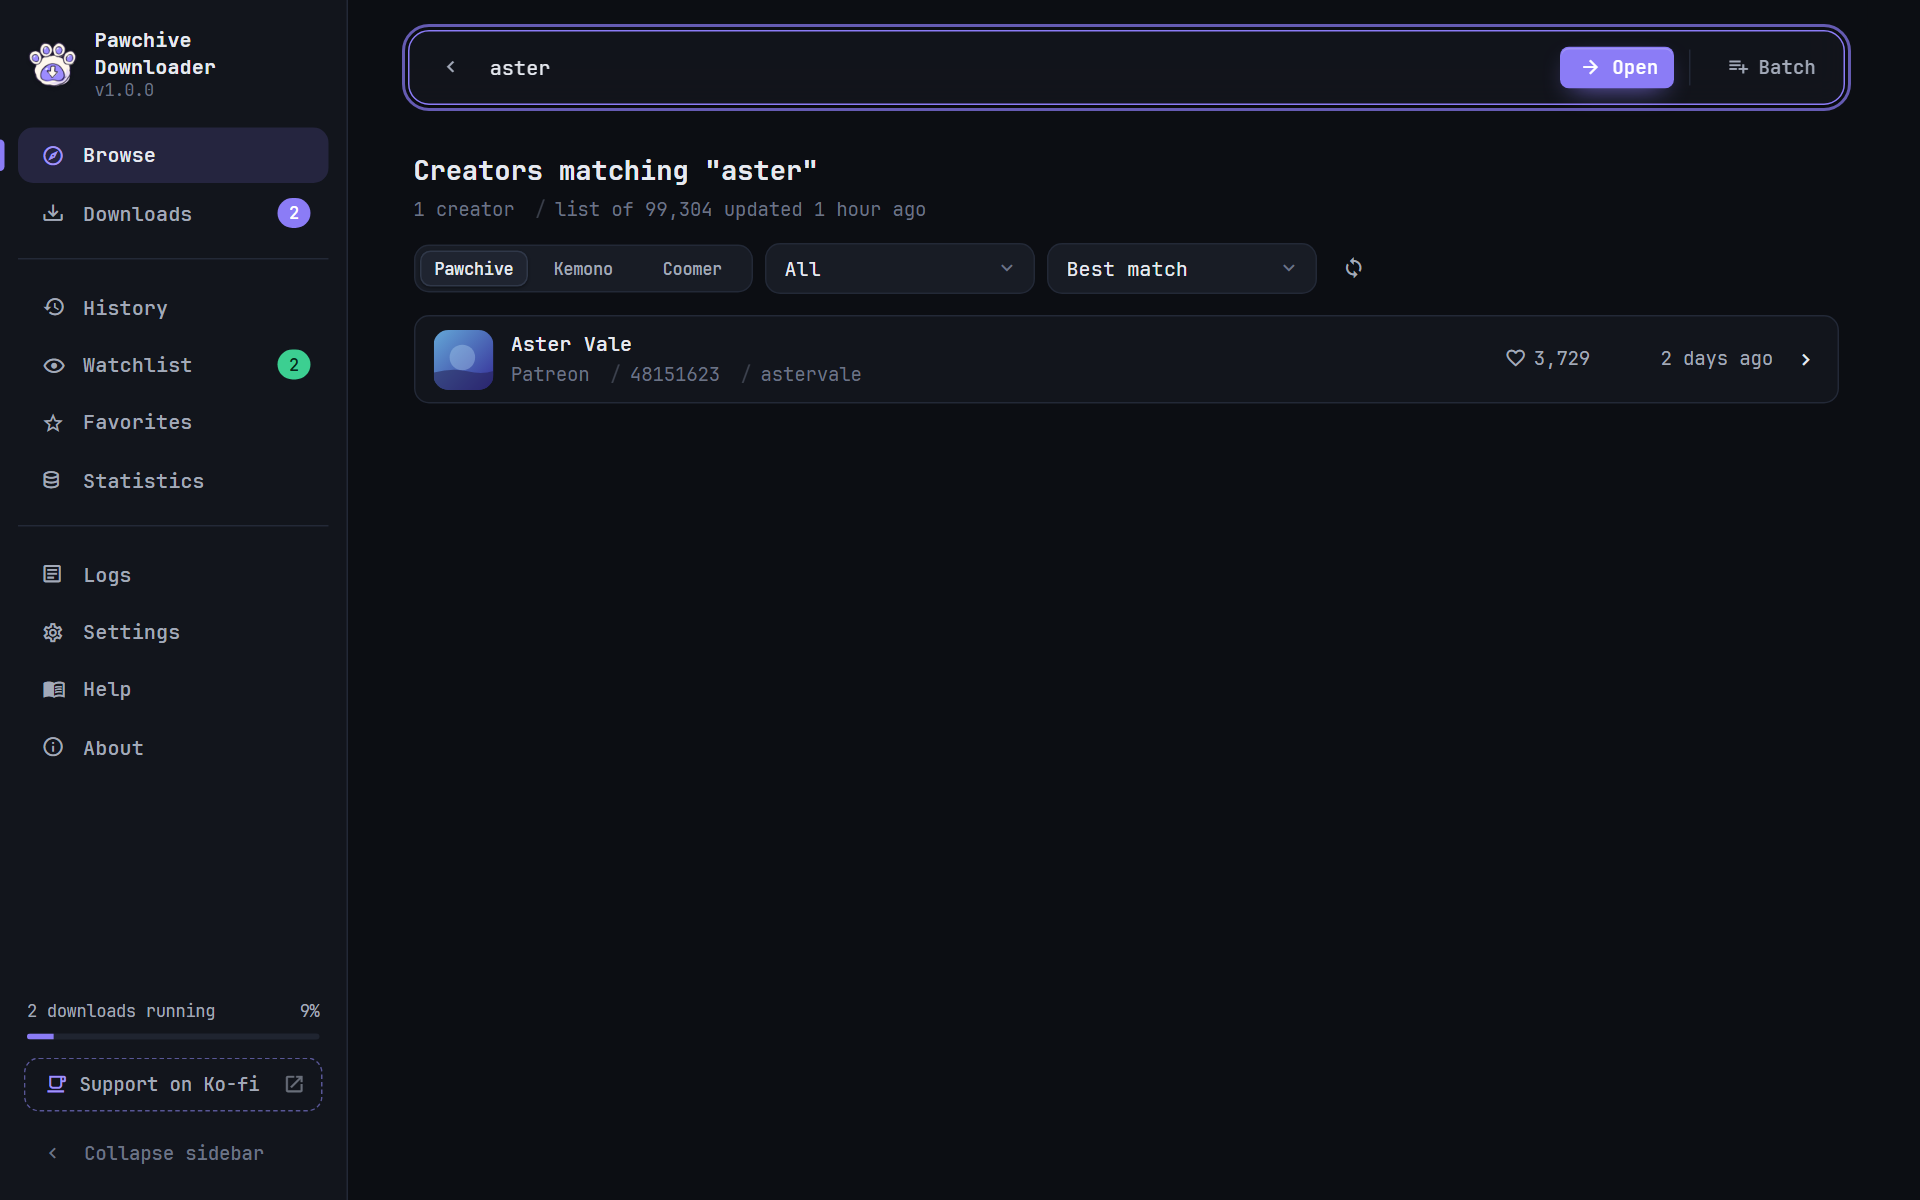 Pawchive
Downloader
v1.0.0
Browse
Downloads 2
History
Watchlist 2
Favorites
Statistics
Logs
Settings
Help
About
2 downloads running 9%
Support on Ko-fi
Collapse sidebar
aster
Open
Batch
Creators matching "aster"
1 creator / list of 99,304 updated 1 hour ago
Pawchive Kemono Coomer All Best match
Aster Vale
Patreon / 48151623 / astervale
3,729 2 days ago